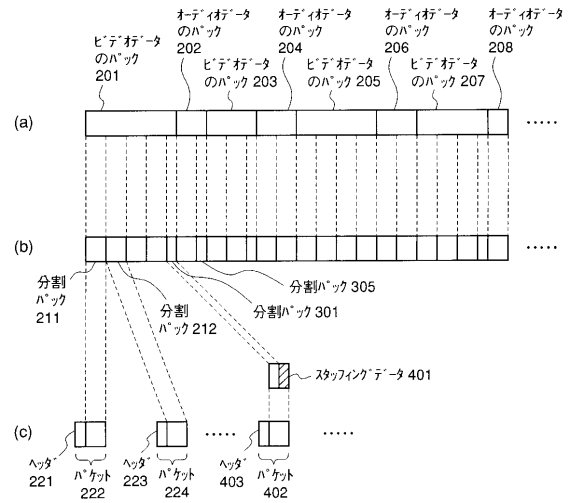 オーディオデータ
のパック
202
オーディオデータ
のパック
204
オーディオデータ
のパック
206
オーディオデータ
のパック
208
ビデオデータ
のパック
201
ビデオデータ
のパック 203
ビデオデータ
のパック 205
ビデオデータ
のパック 207
(a)
.....
(b)
.....
分割
パック
211
分割
パック 212
分割パック 301
分割パック 305
スタッフィングデータ 401
(c)
.....
.....
ヘッダ
221
パケット
222
ヘッダ
223
パケット
224
ヘッダ
403
パケット
402